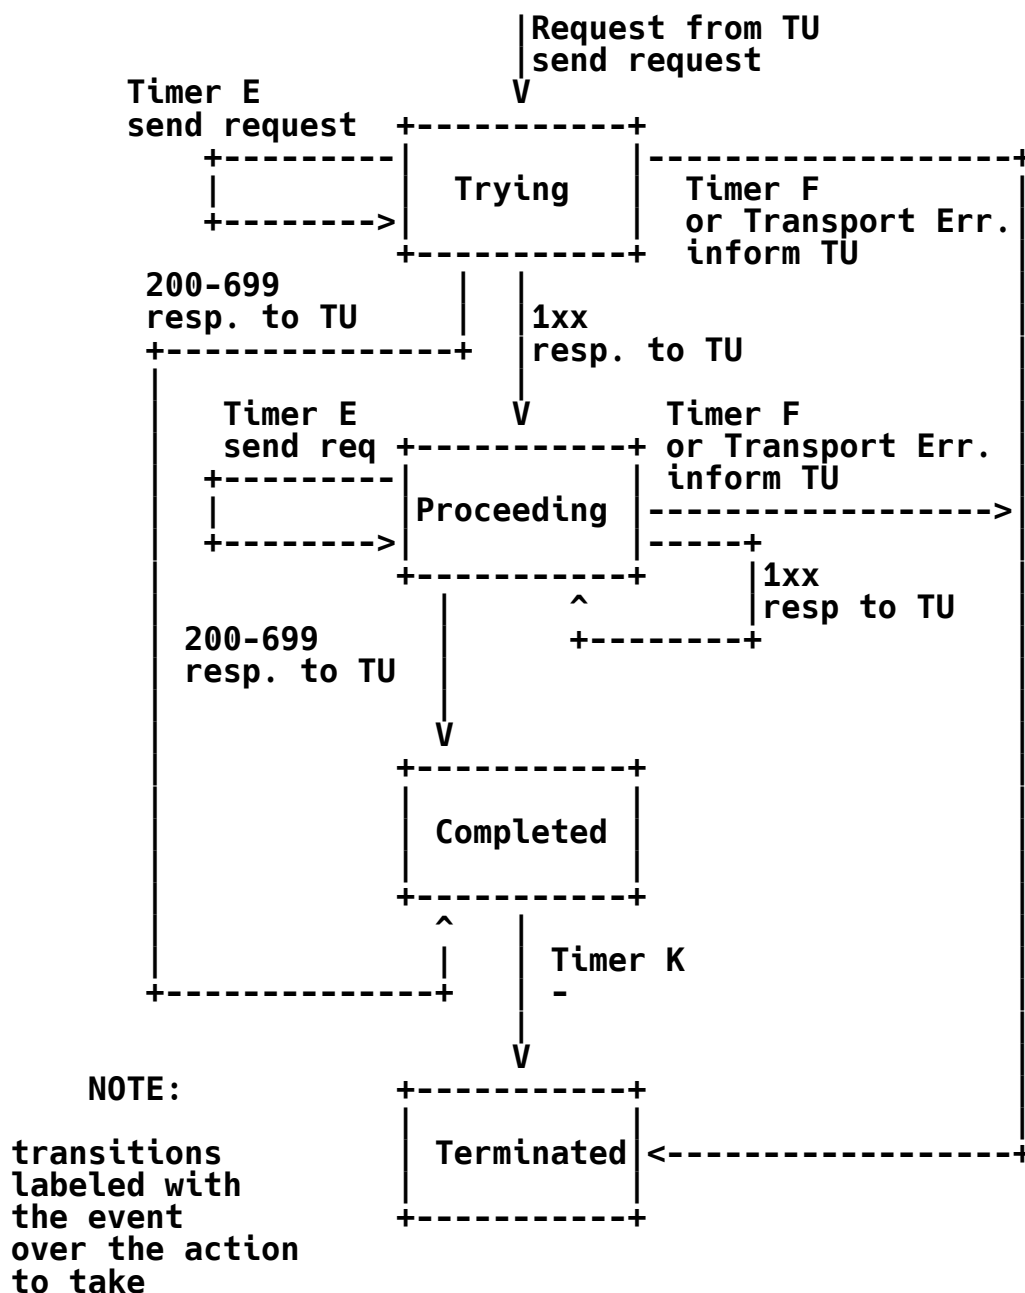 |Request from TU
|send request
Timer E             V
send request  +-----------+
+---------|           |-------------------+
|         |  Trying   |  Timer F          |
+-------->|           |  or Transport Err.|
+-----------+  inform TU        |
200-699         |  |                         |
resp. to TU     |  |1xx                      |
+---------------+  |resp. to TU              |
|                  |                         |
|   Timer E        V       Timer F           |
|   send req +-----------+ or Transport Err. |
|  +---------|           | inform TU         |
|  |         |Proceeding |------------------>|
|  +-------->|           |-----+             |
|            +-----------+     |1xx          |
|              |      ^        |resp to TU   |
| 200-699      |      +--------+             |
| resp. to TU  |                             |
|              |                             |
|              V                             |
|            +-----------+                   |
|            |           |                   |
|            | Completed |                   |
|            |           |                   |
|            +-----------+                   |
|              ^   |                         |
|              |   | Timer K                 |
+--------------+   | -                       |
|                         |
V                         |
NOTE:           +-----------+                   |
|           |                   |
transitions         | Terminated|<------------------+
labeled with        |           |
the event           +-----------+
over the action
to take